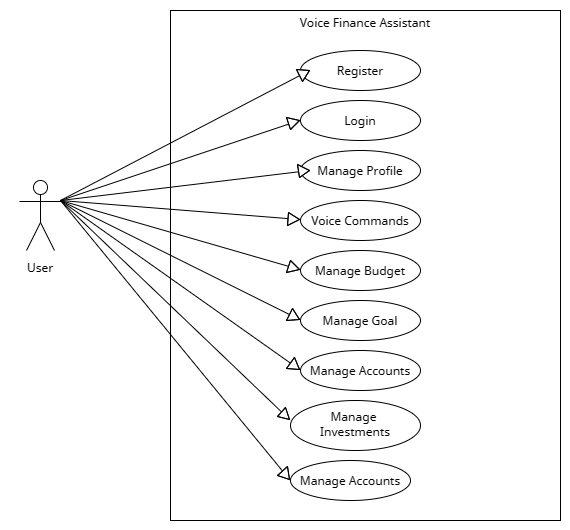 Voice Finance Assistant
Register
Login
Manage Profile
Voice Commands
Manage Budget
User
Manage Goal
Manage Accounts
Manage
Investments
Manage Accounts